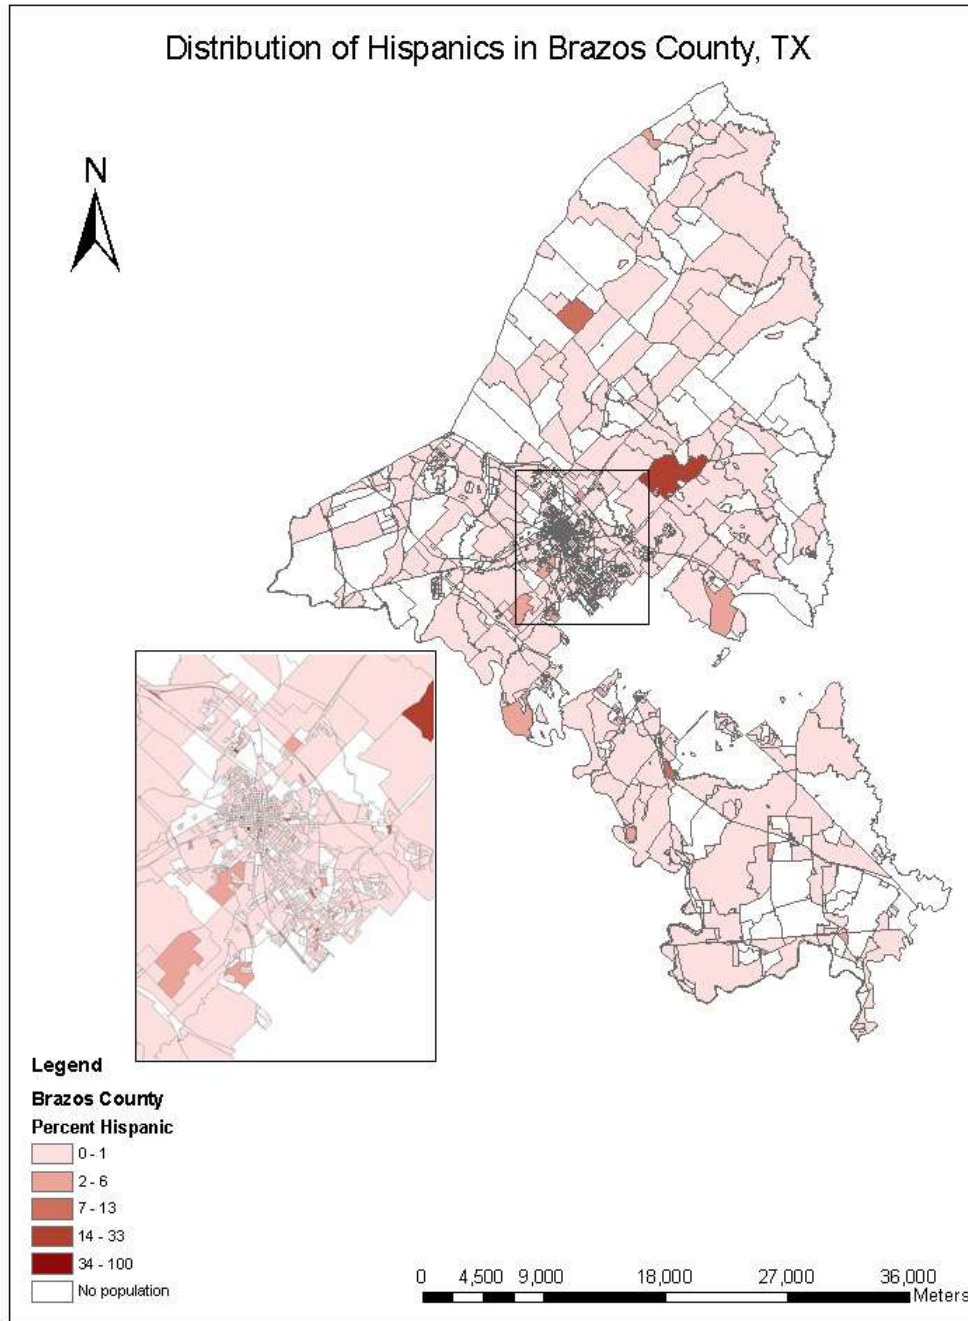 Distribution of Hispanics in Brazos County, TX
N
Legend
Brazos County
Percent Hispanic
0 - 1
2 - 6
7 - 13
14 - 33
34 - 100
No population
0 4,500 9,000 18,000 27,000 36,000
Meters